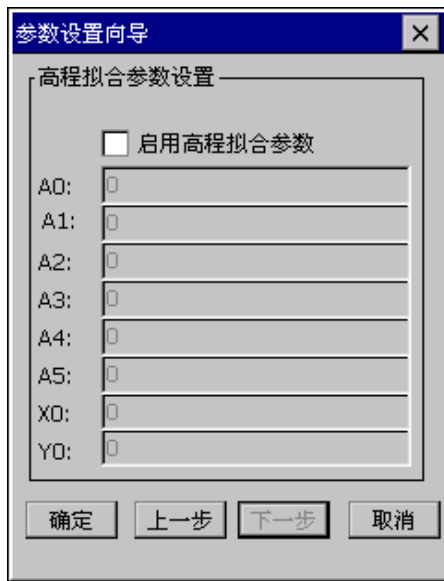 参数设置向导
高程拟合参数设置
启用高程拟合参数
A0: 0
A1: 0
A2: 0
A3: 0
A4: 0
A5: 0
X0: 0
Y0: 0
确定 上一步 下一步 取消